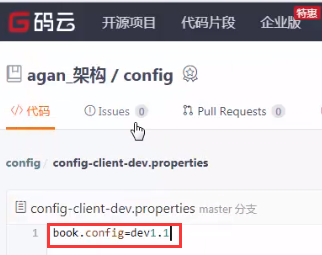 码云 开源项目 代码片段 企业版 特惠
agan_架构 / config
代码 Issues 0 Pull Requests 0
config / config-client-dev.properties
config-client-dev.properties master 分支
1 book.config=dev1.1